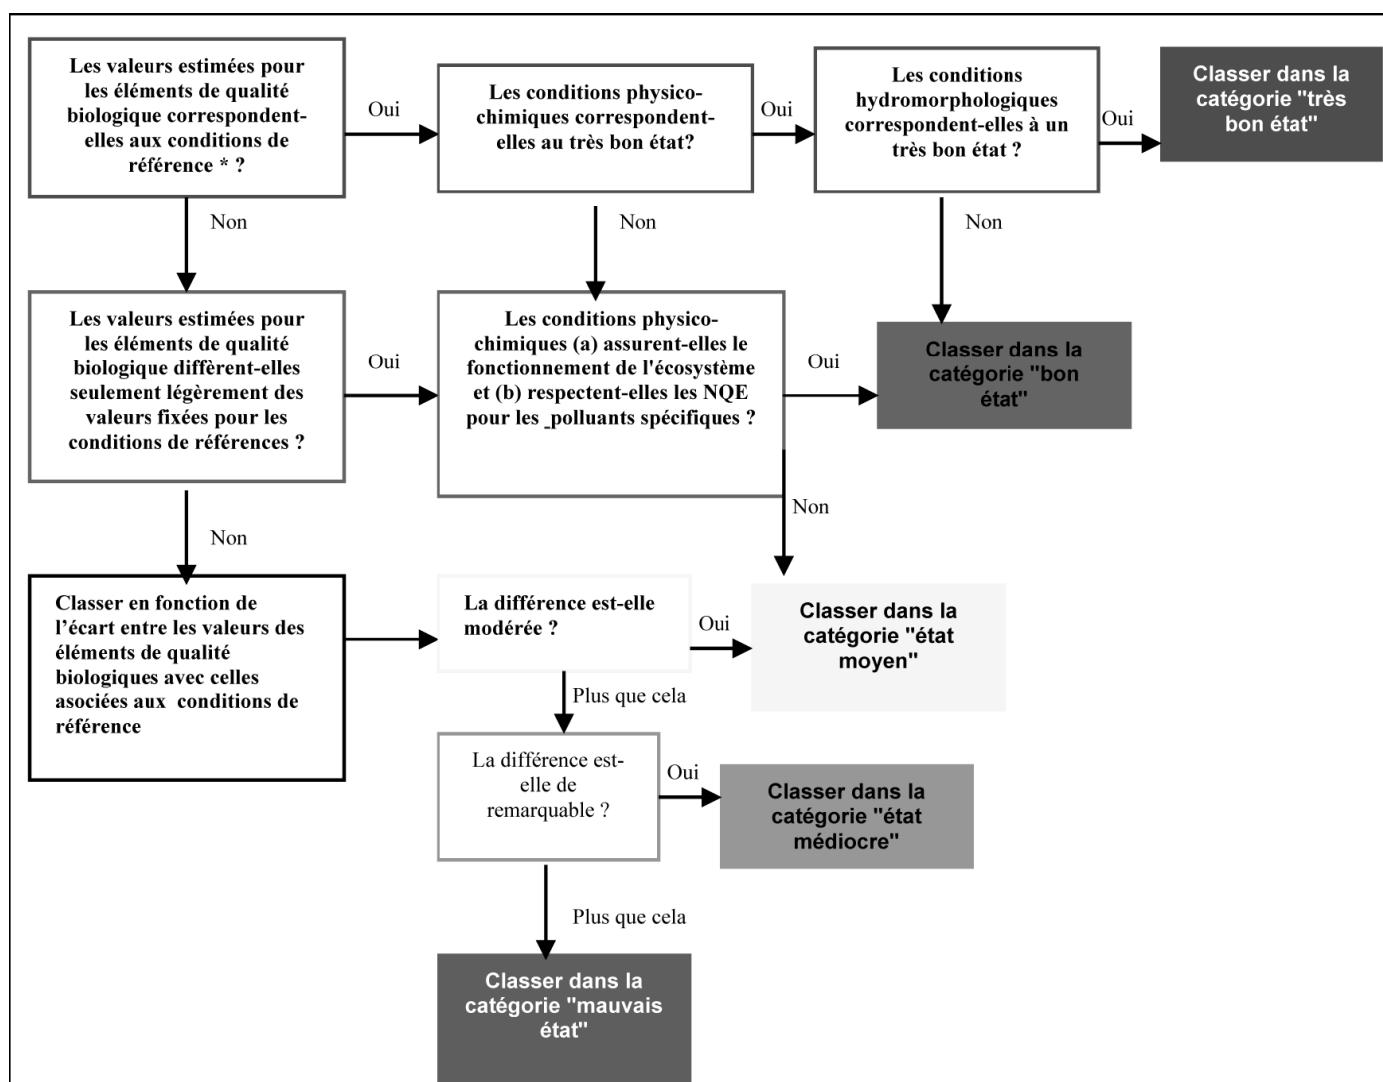 Les valeurs estimées pour
les éléments de qualité
biologique correspondent-
elles aux conditions de
référence * ?
Oui
Les conditions physico-
chimiques correspondent-
elles au très bon état?
Oui
Les conditions
hydromorphologiques
correspondent-elles à un
très bon état ?
Oui
Classer dans la
catégorie "très
bon état"
Non
Non
Non
Les valeurs estimées pour
les éléments de qualité
biologique diffèrent-elles
seulement légèrement des
valeurs fixées pour les
conditions de références ?
Oui
Les conditions physico-
chimiques (a) assurent-elles le
fonctionnement de l'écosystème
et (b) respectent-elles les NQE
pour les _polluants spécifiques ?
Oui
Classer dans la
catégorie "bon
état"
Non
Non
Classer en fonction de
l’écart entre les valeurs des
éléments de qualité
biologiques avec celles
asociées aux  conditions de
référence
La différence est-elle
modérée ?
Oui
Classer dans la
catégorie "état
moyen"
Plus que cela
La différence est-
elle de
remarquable ?
Oui
Classer dans la
catégorie "état
médiocre"
Plus que cela
Classer dans la
catégorie "mauvais
état"